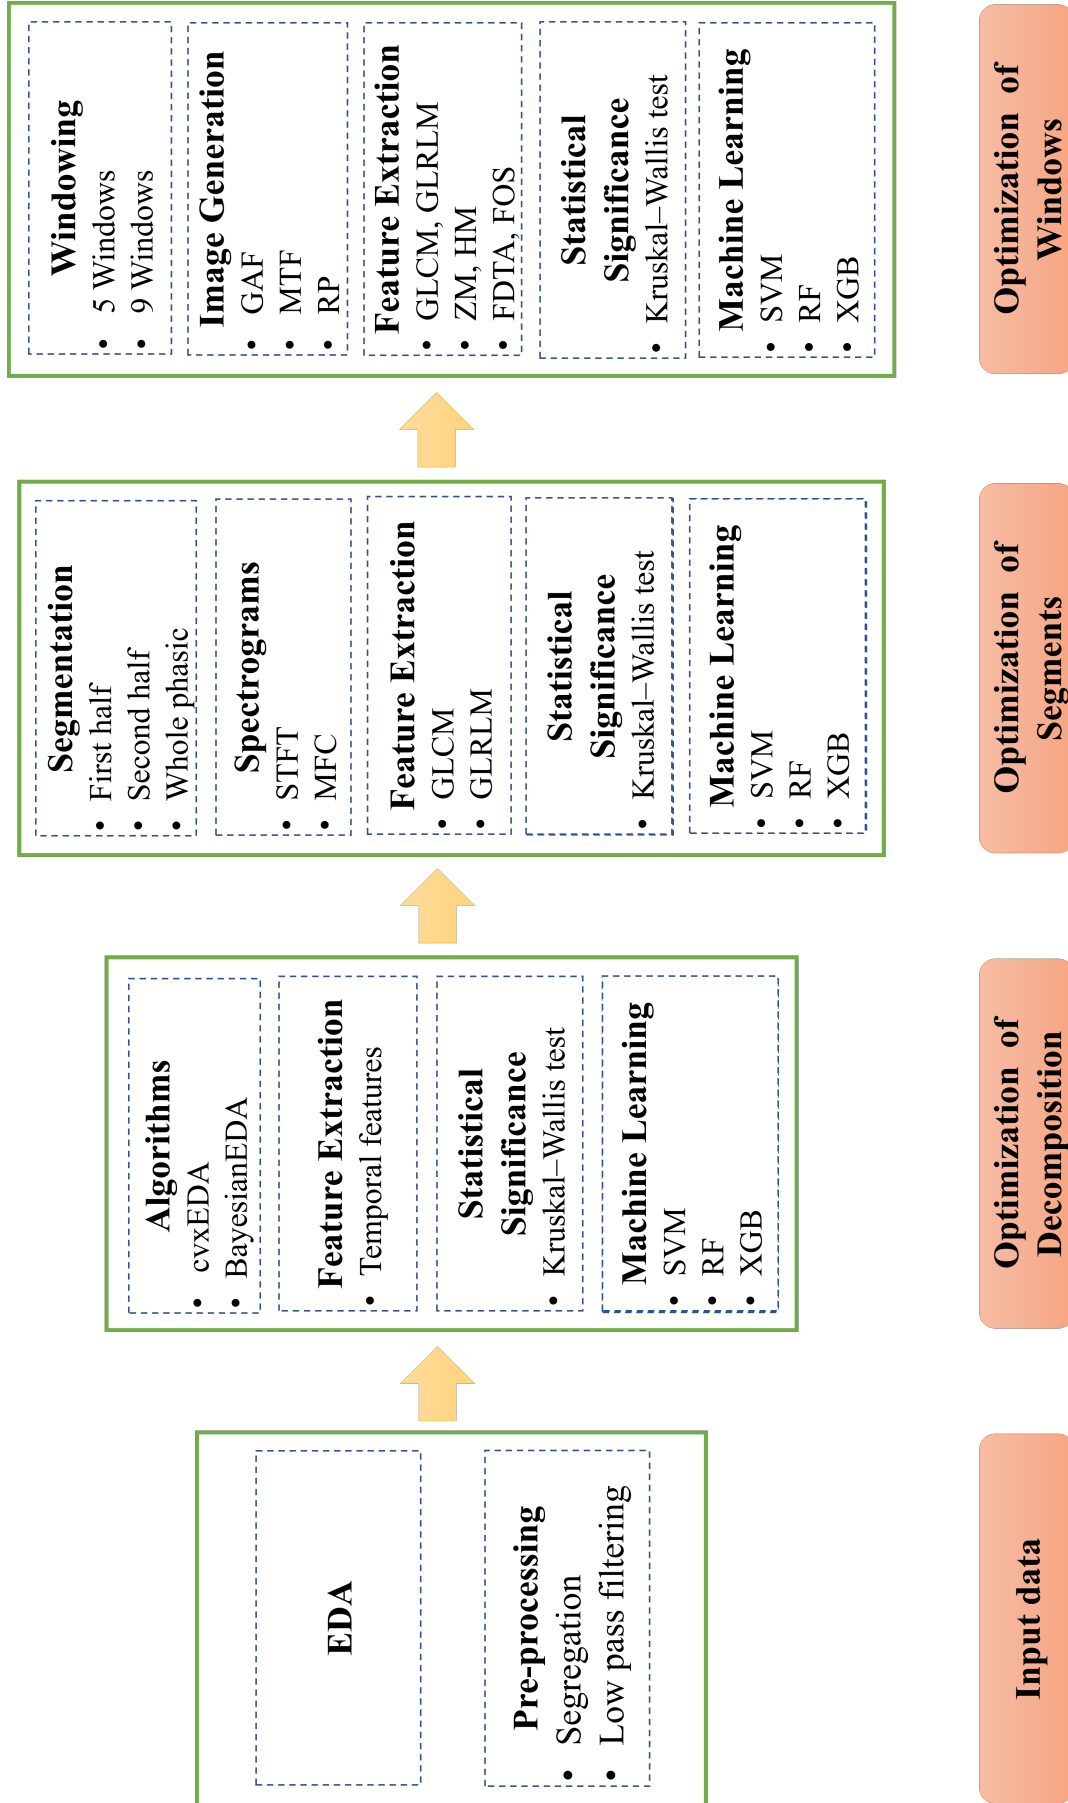 EDA
Pre-processing
• Segregation
• Low pass filtering
Input data
Algorithms
• cvxEDA
• BayesianEDA
Feature Extraction
• Temporal features
Statistical
Significance
• Kruskal–Wallis test
Machine Learning
• SVM
• RF
• XGB
Optimization of
Decomposition
Segmentation
• First half
• Second half
• Whole phasic
Spectrograms
• STFT
• MFC
Feature Extraction
• GLCM
• GLRLM
Statistical
Significance
• Kruskal–Wallis test
Machine Learning
• SVM
• RF
• XGB
Optimization of
Segments
Windowing
• 5 Windows
• 9 Windows
Image Generation
• GAF
• MTF
• RP
Feature Extraction
• GLCM, GLRLM
• ZM, HM
• FDTA, FOS
Statistical
Significance
• Kruskal–Wallis test
Machine Learning
• SVM
• RF
• XGB
Optimization of
Windows